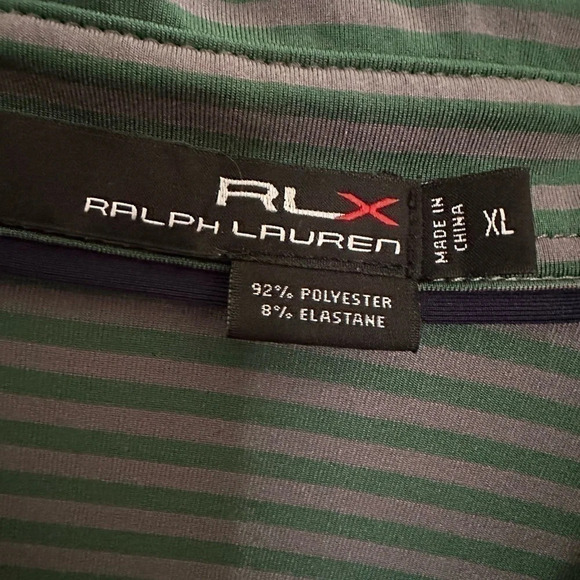 RLX
RALPH LAUREN
MADE IN
CHINA
XL
92% POLYESTER
8% ELASTANE